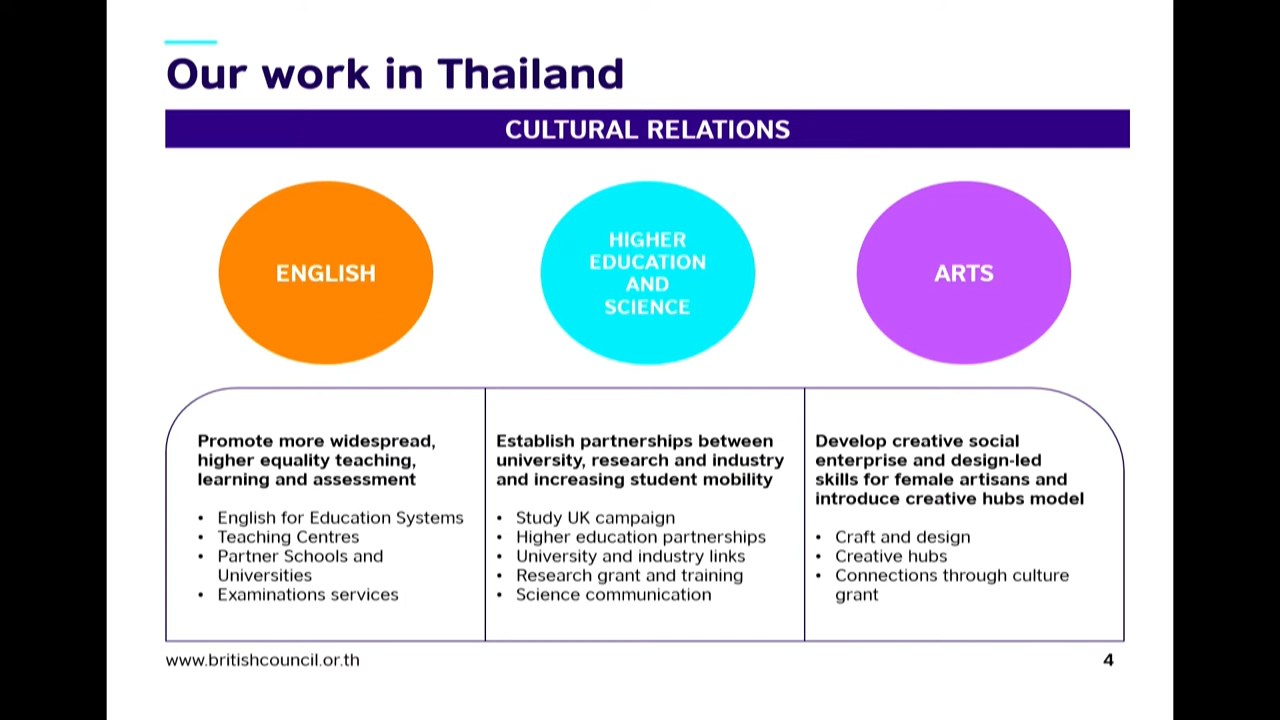 Our work in Thailand
CULTURAL RELATIONS
ENGLISH
HIGHER
EDUCATION
AND
SCIENCE
ARTS
Promote more widespread,
higher equality teaching,
learning and assessment
• English for Education Systems
• Teaching Centres
• Partner Schools and
Universities
• Examinations services
Establish partnerships between
university, research and industry
and increasing student mobility
• Study UK campaign
• Higher education partnerships
• University and industry links
• Research grant and training
• Science communication
Develop creative social
enterprise and design-led
skills for female artisans and
introduce creative hubs model
• Craft and design
• Creative hubs
• Connections through culture
grant
www.britishcouncil.or.th
4